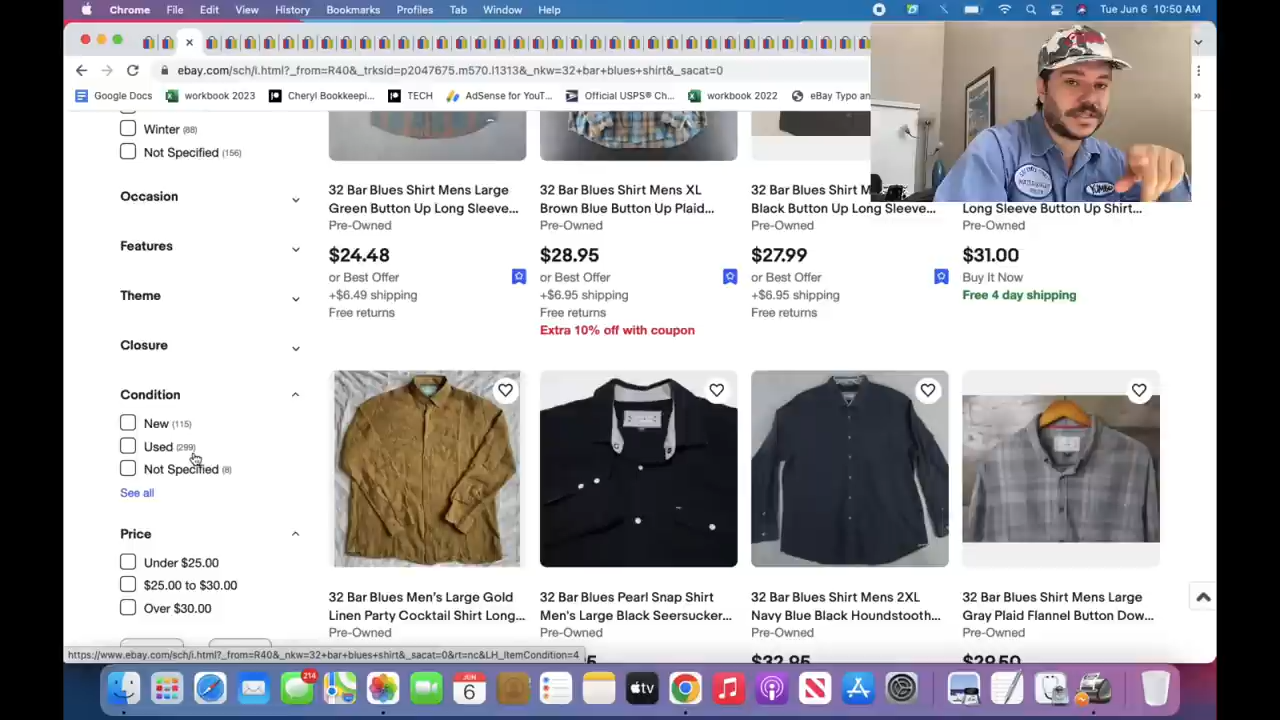 Chrome File Edit View History Bookmarks Profiles Tab Window Help Tue Jun 6 10:50 AM
ebay.com/sch/i.html?_from=R40&_trksid=p2047675.m570.l1313&_nkw=32+bar+blues+shirt&_sacat=0
Google Docs workbook 2023 Cheryl Bookkeepi... TECH AdSense for YouT... Official USPS® Ch... workbook 2022 eBay Typo an
Winter (88)
Not Specified (156)
Occasion
Features
Theme
Closure
Condition
New (115)
Used (299)
Not Specified (8)
See all
Price
Under $25.00
$25.00 to $30.00
Over $30.00
32 Bar Blues Shirt Mens Large
Green Button Up Long Sleeve...
Pre-Owned
$24.48
or Best Offer
+$6.49 shipping
Free returns
32 Bar Blues Shirt Mens XL
Brown Blue Button Up Plaid...
Pre-Owned
$28.95
or Best Offer
+$6.95 shipping
Free returns
Extra 10% off with coupon
32 Bar Blues Shirt M
Black Button Up Long Sleeve...
Pre-Owned
$27.99
or Best Offer
+$6.95 shipping
Free returns
Long Sleeve Button Up Shirt...
Pre-Owned
$31.00
Buy It Now
Free 4 day shipping
32 Bar Blues Men's Large Gold
Linen Party Cocktail Shirt Long...
Pre-Owned
32 Bar Blues Pearl Snap Shirt
Men's Large Black Seersucker...
Pre-Owned
32 Bar Blues Shirt Mens 2XL
Navy Blue Black Houndstooth...
Pre-Owned
$32.95
32 Bar Blues Shirt Mens Large
Gray Plaid Flannel Button Dow...
Pre-Owned
$29.50
https://www.ebay.com/sch/i.html?_from=R40&_nkw=32+bar+blues+shirt&_sacat=0&rt=nc&LH_ItemCondition=4
214
JUN
6
tv